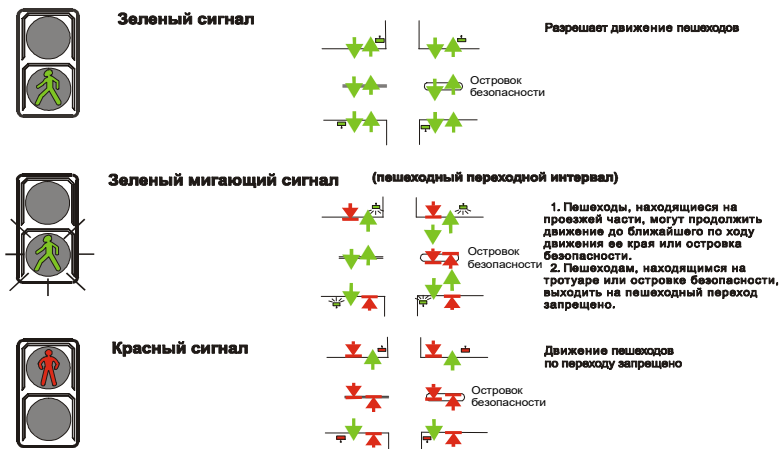 Зеленый сигнал
Разрешает движение пешеходов
Островок
безопасности
Зеленый мигающий сигнал
(пешеходный переходной интервал)
1. Пешеходы, находящиеся на
проезжей части, могут продолжить
движение до ближайшего по ходу
движения ее края или островка
безопасности.
2. Пешеходам, находящимся на
тротуаре или островке безопасности,
выходить на пешеходный переход
запрещено.
Островок
безопасности
Красный сигнал
Движение пешеходов
по переходу запрещено
Островок
безопасности